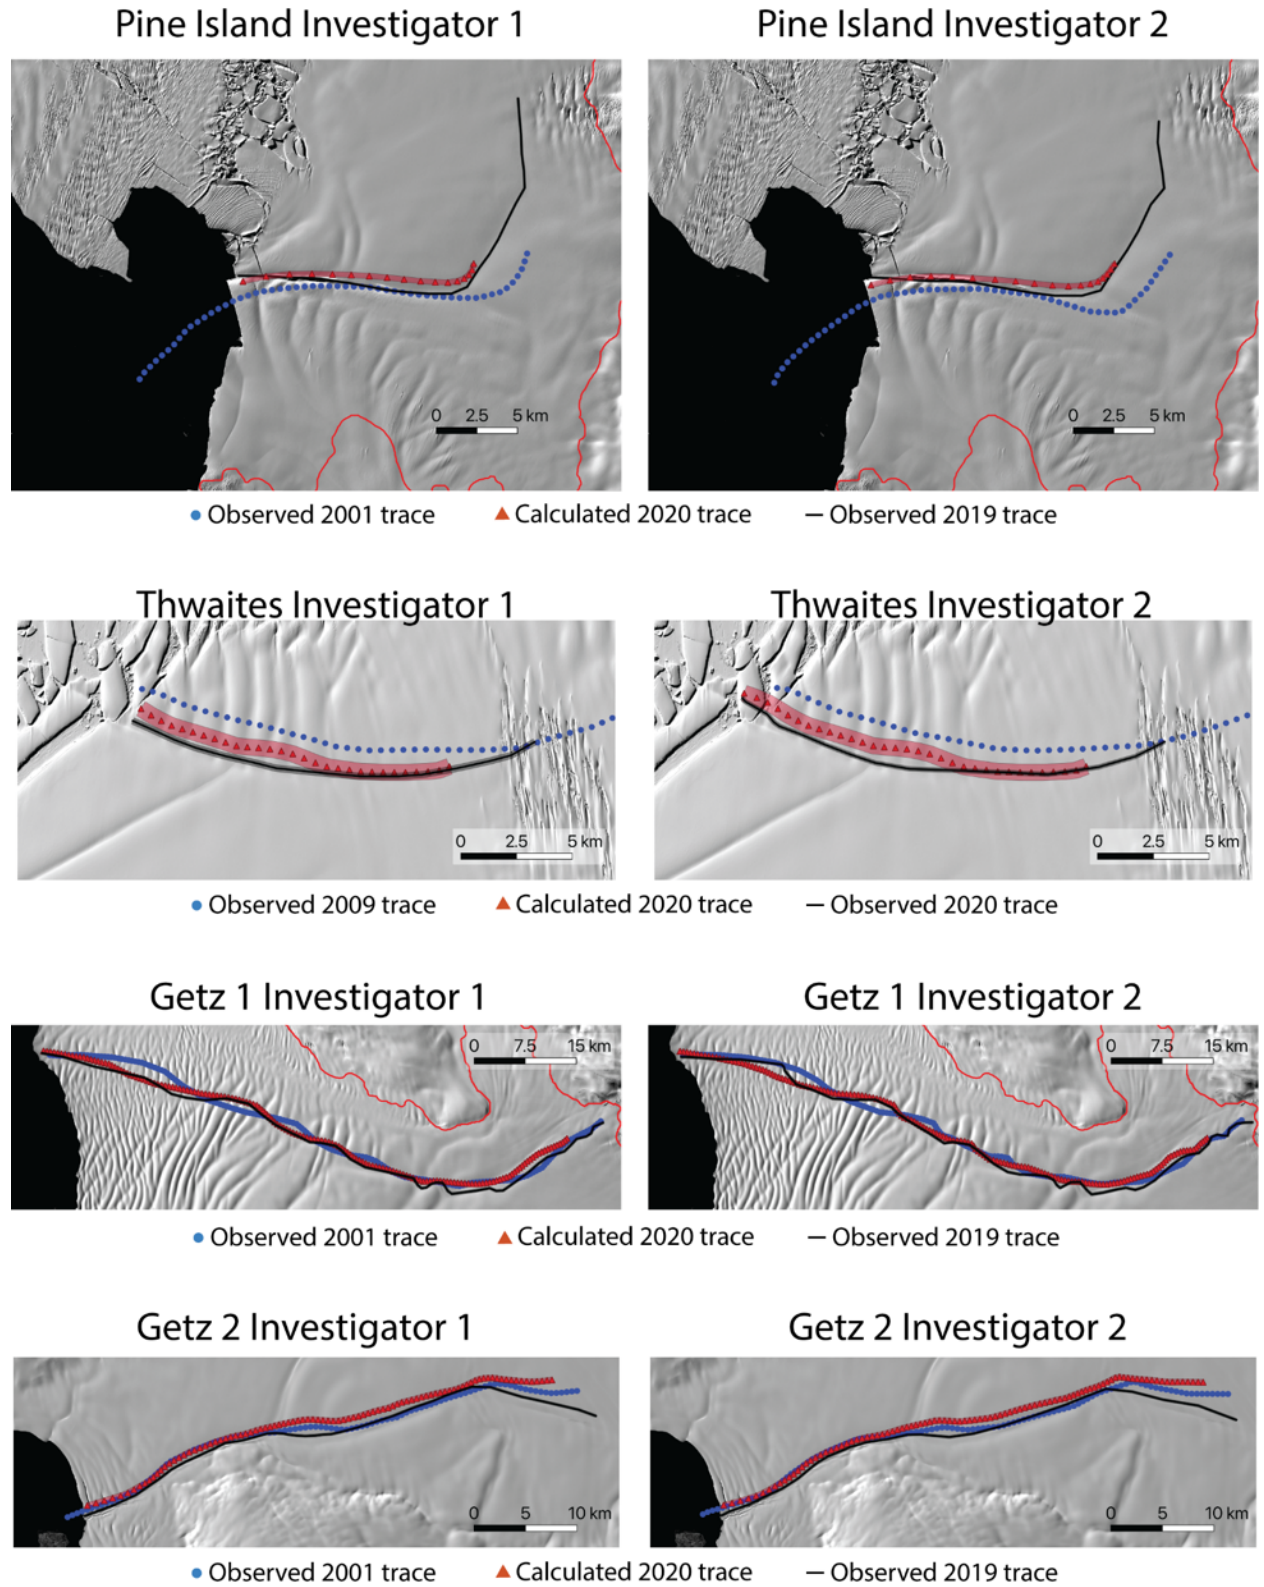 Pine Island Investigator 1
Pine Island Investigator 2
0 2.5 5 km
0 2.5 5 km
Observed 2001 trace Calculated 2020 trace Observed 2019 trace
Thwaites Investigator 1
Thwaites Investigator 2
0 2.5 5 km
0 2.5 5 km
Observed 2009 trace Calculated 2020 trace Observed 2020 trace
Getz 1 Investigator 1
Getz 1 Investigator 2
0 7.5 15 km
0 7.5 15 km
Observed 2001 trace Calculated 2020 trace Observed 2019 trace
Getz 2 Investigator 1
Getz 2 Investigator 2
0 5 10 km
0 5 10 km
Observed 2001 trace Calculated 2020 trace Observed 2019 trace